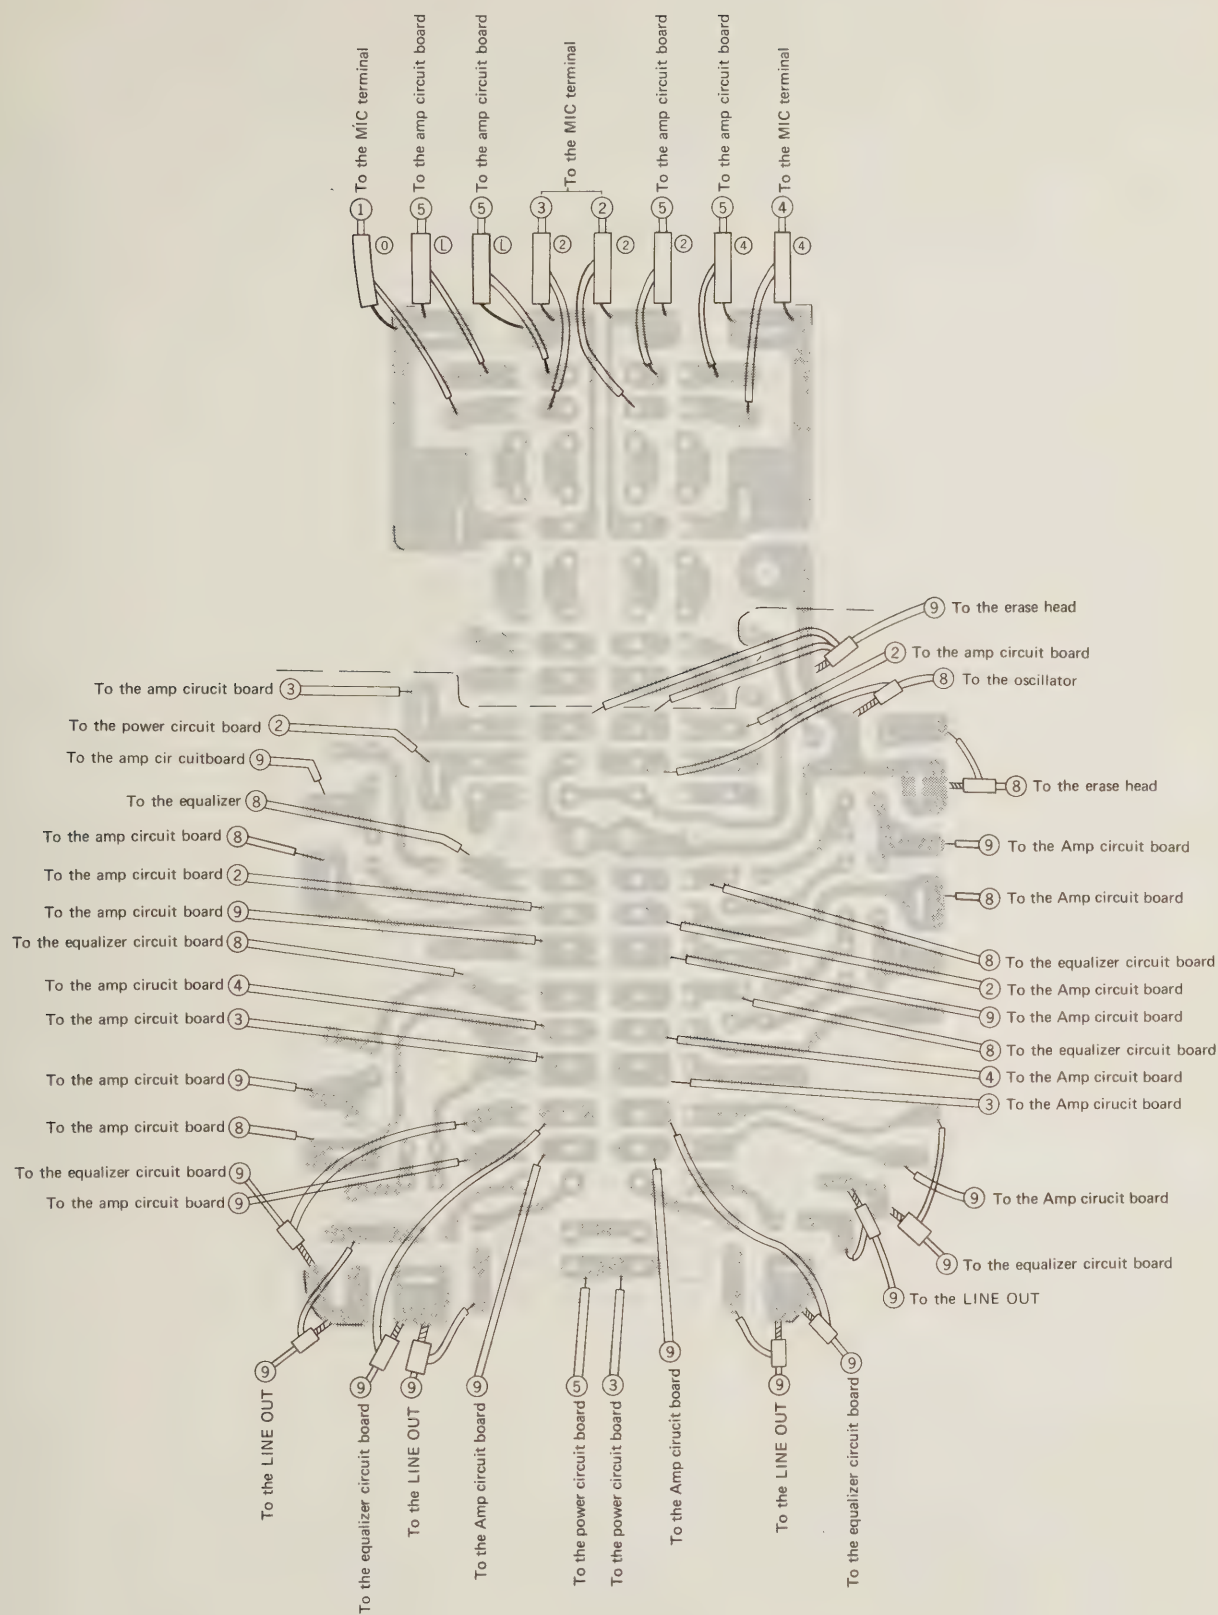 To the MIC terminal
To the amp circuit board
To the amp circuit board
To the MIC terminal
To the amp circuit board
To the amp circuit board
To the MIC terminal
1 5 5 3 2 5 5 4
0 L L 2 2 2 4 4
9 To the erase head
2 To the amp circuit board
8 To the oscillator
8 To the erase head
9 To the Amp circuit board
8 To the Amp circuit board
8 To the equalizer circuit board
2 To the Amp circuit board
9 To the Amp circuit board
8 To the equalizer circuit board
4 To the Amp circuit board
3 To the Amp cirucit board
9 To the Amp cirucit board
9 To the equalizer circuit board
9 To the LINE OUT
To the amp cirucit board 3
To the power circuit board 2
To the amp cir cuitboard 9
To the equalizer 8
To the amp circuit board 8
To the amp circuit board 2
To the amp circuit board 9
To the equalizer circuit board 8
To the amp cirucit board 4
To the amp circuit board 3
To the amp circuit board 9
To the amp circuit board 8
To the equalizer circuit board 9
To the amp circuit board 9
To the LINE OUT 9
To the equalizer circuit board 9
To the LINE OUT 9
To the Amp circuit board 9
To the power circuit board 5
To the power circuit board 3
To the Amp cirucit board 9
To the LINE OUT 9
To the equalizer circuit board 9